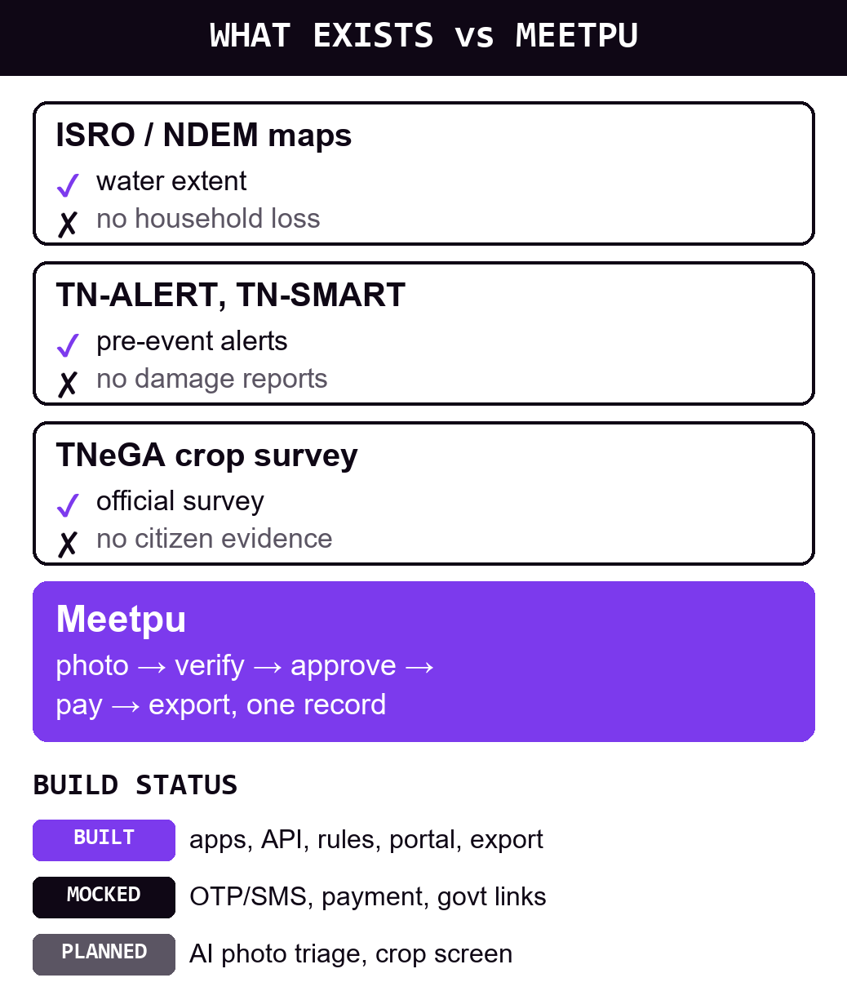 WHAT EXISTS vs MEETPU
ISRO / NDEM maps
✓ water extent
✗ no household loss
TN-ALERT, TN-SMART
✓ pre-event alerts
✗ no damage reports
TNeGA crop survey
✓ official survey
✗ no citizen evidence
Meetpu
photo → verify → approve →
pay → export, one record
BUILD STATUS
BUILT apps, API, rules, portal, export
MOCKED OTP/SMS, payment, govt links
PLANNED AI photo triage, crop screen